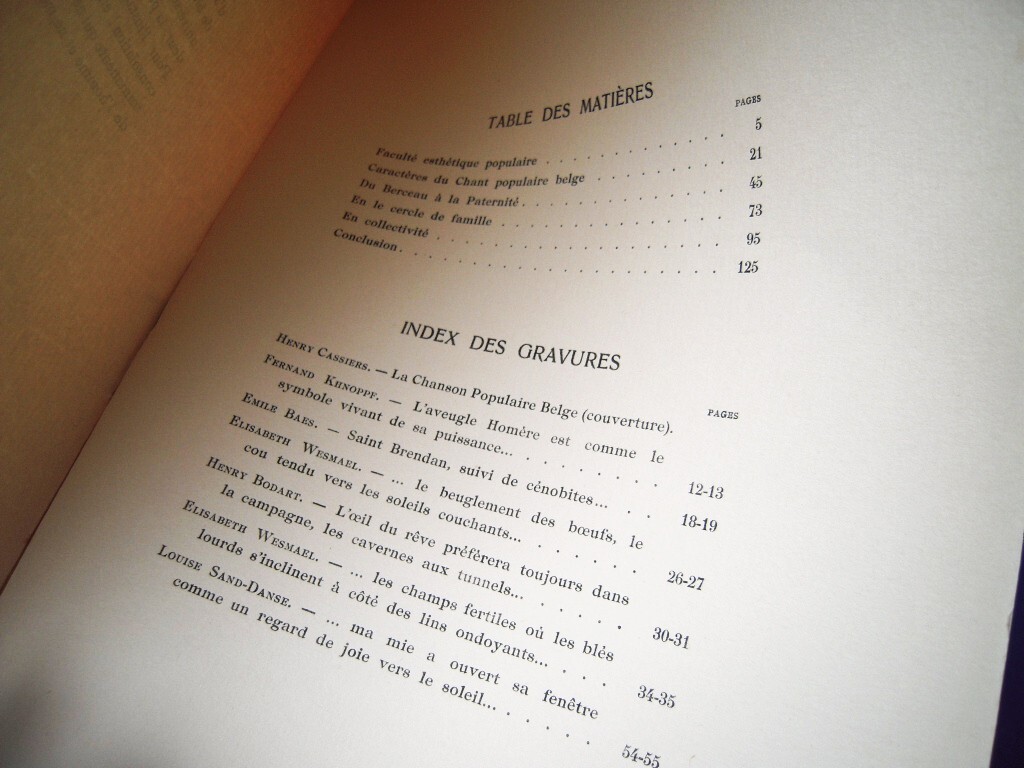 TABLE DES MATIÈRES
PAGES
Faculté esthétique populaire . . . . . . . . . . . . 5
Caractères du Chant populaire belge . . . . . . . . . 21
Du Berceau à la Paternité . . . . . . . . . . . . . 45
En le cercle de famille . . . . . . . . . . . . . . 73
En collectivité . . . . . . . . . . . . . . . . . 95
Conclusion . . . . . . . . . . . . . . . . . . . 125
INDEX DES GRAVURES
PAGES
HENRY CASSIERS. — La Chanson Populaire Belge (couverture).
FERNAND KHNOPFF. — L'aveugle Homère est comme le
symbole vivant de sa puissance... . . . . . . . 12-13
EMILE BAES. — Saint Brendan, suivi de cénobites... . . 18-19
ELISABETH WESMAEL. — ... le beuglement des bœufs, le
cou tendu vers les soleils couchants... . . . . . . 26-27
HENRY BODART. — L'œil du rêve préférera toujours dans
la campagne, les cavernes aux tunnels... . . . . . 30-31
ELISABETH WESMAEL. — ... les champs fertiles où les blés
lourds s'inclinent à côté des lins ondoyants... . . . 34-35
LOUISE SAND-DANSE. — ... ma mie a ouvert sa fenêtre
comme un regard de joie vers le soleil... . . . . . 54-55